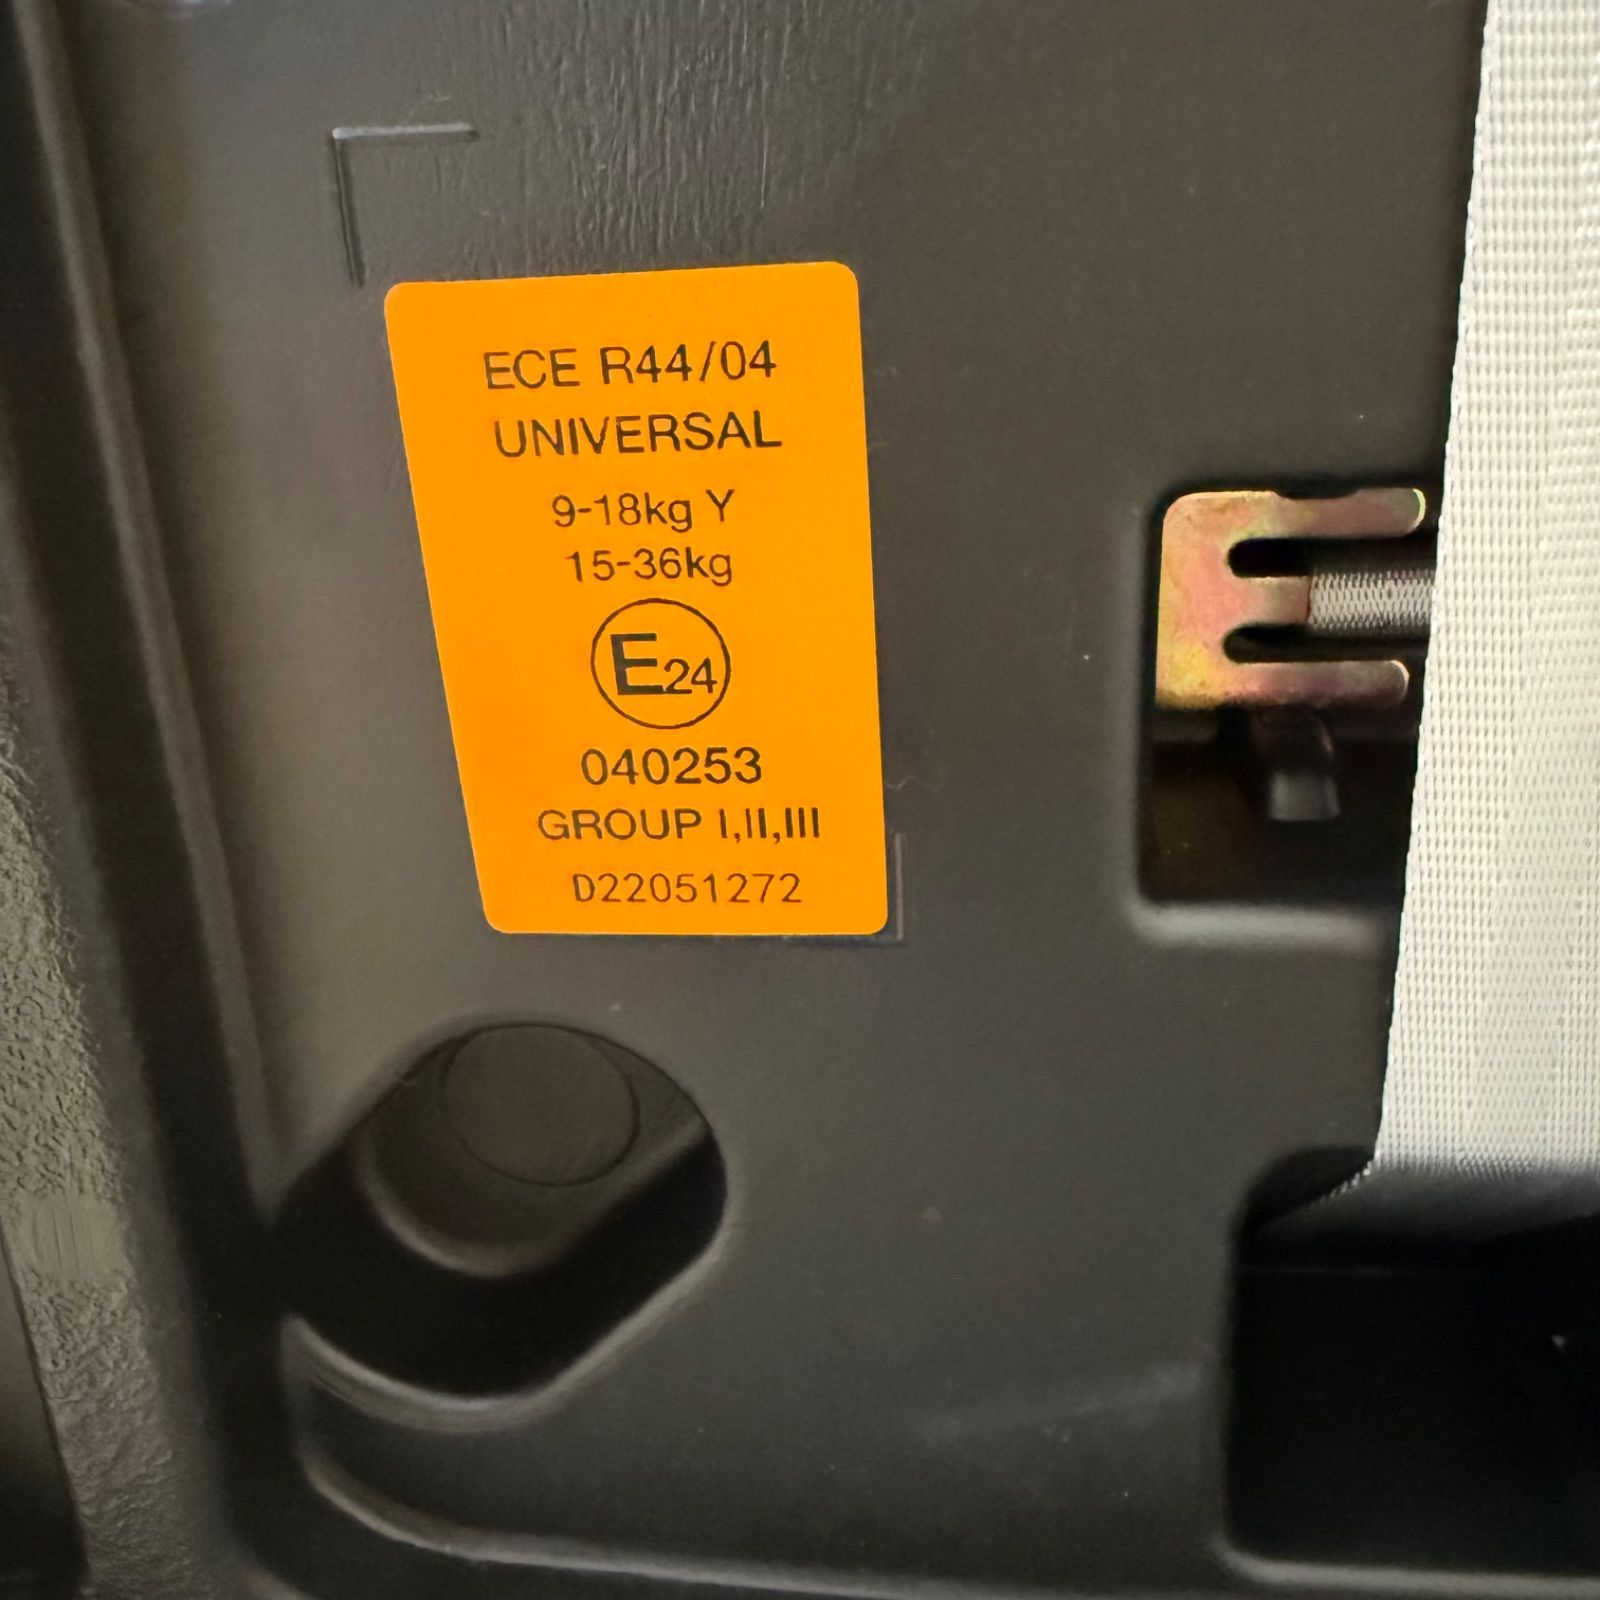 ECE R44/04
UNIVERSAL
9-18kg Y
15-36kg
E24
040253
GROUP I,II,III
D22051272